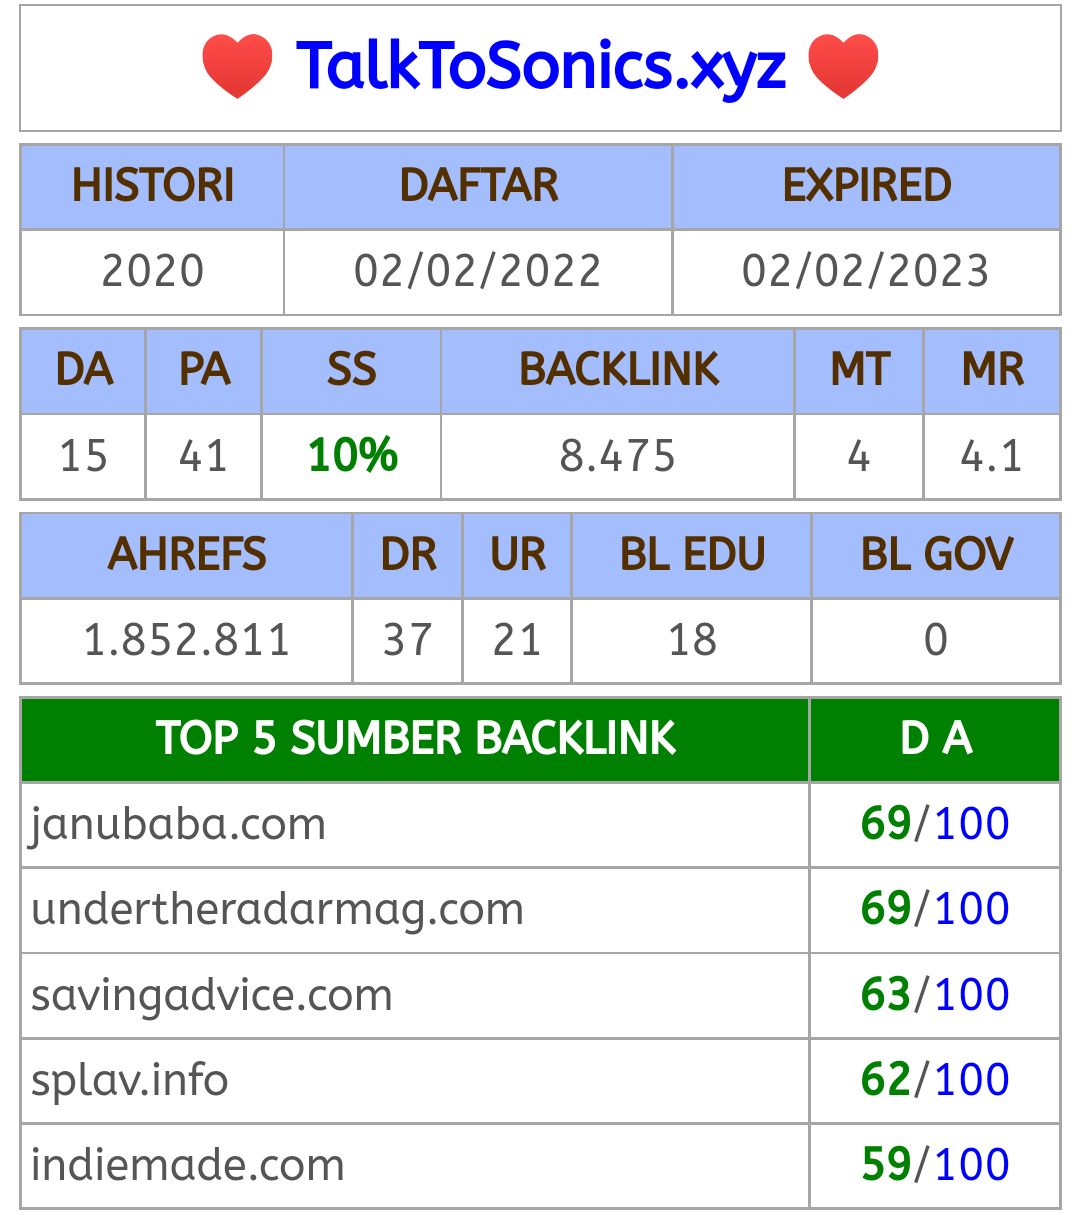 ❤️ TalkToSonics.xyz ❤️
HISTORI DAFTAR EXPIRED
2020 02/02/2022 02/02/2023
DA PA SS BACKLINK MT MR
15 41 10% 8.475 4 4.1
AHREFS DR UR BL EDU BL GOV
1.852.811 37 21 18 0
TOP 5 SUMBER BACKLINK D A
janubaba.com 69/100
undertheradarmag.com 69/100
savingadvice.com 63/100
splav.info 62/100
indiemade.com 59/100